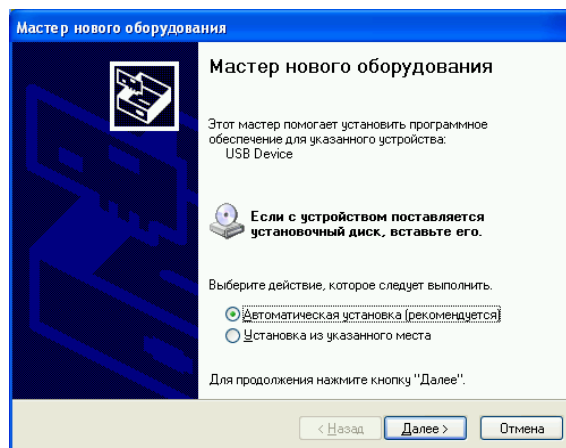 Мастер нового оборудования
Мастер нового оборудования
Этот мастер помогает установить программное
обеспечение для указанного устройства:
USB Device
Если с устройством поставляется
установочный диск, вставьте его.
Выберите действие, которое следует выполнить.
Автоматическая установка (рекомендуется)
Установка из указанного места
Для продолжения нажмите кнопку "Далее".
< Назад
Далее >
Отмена